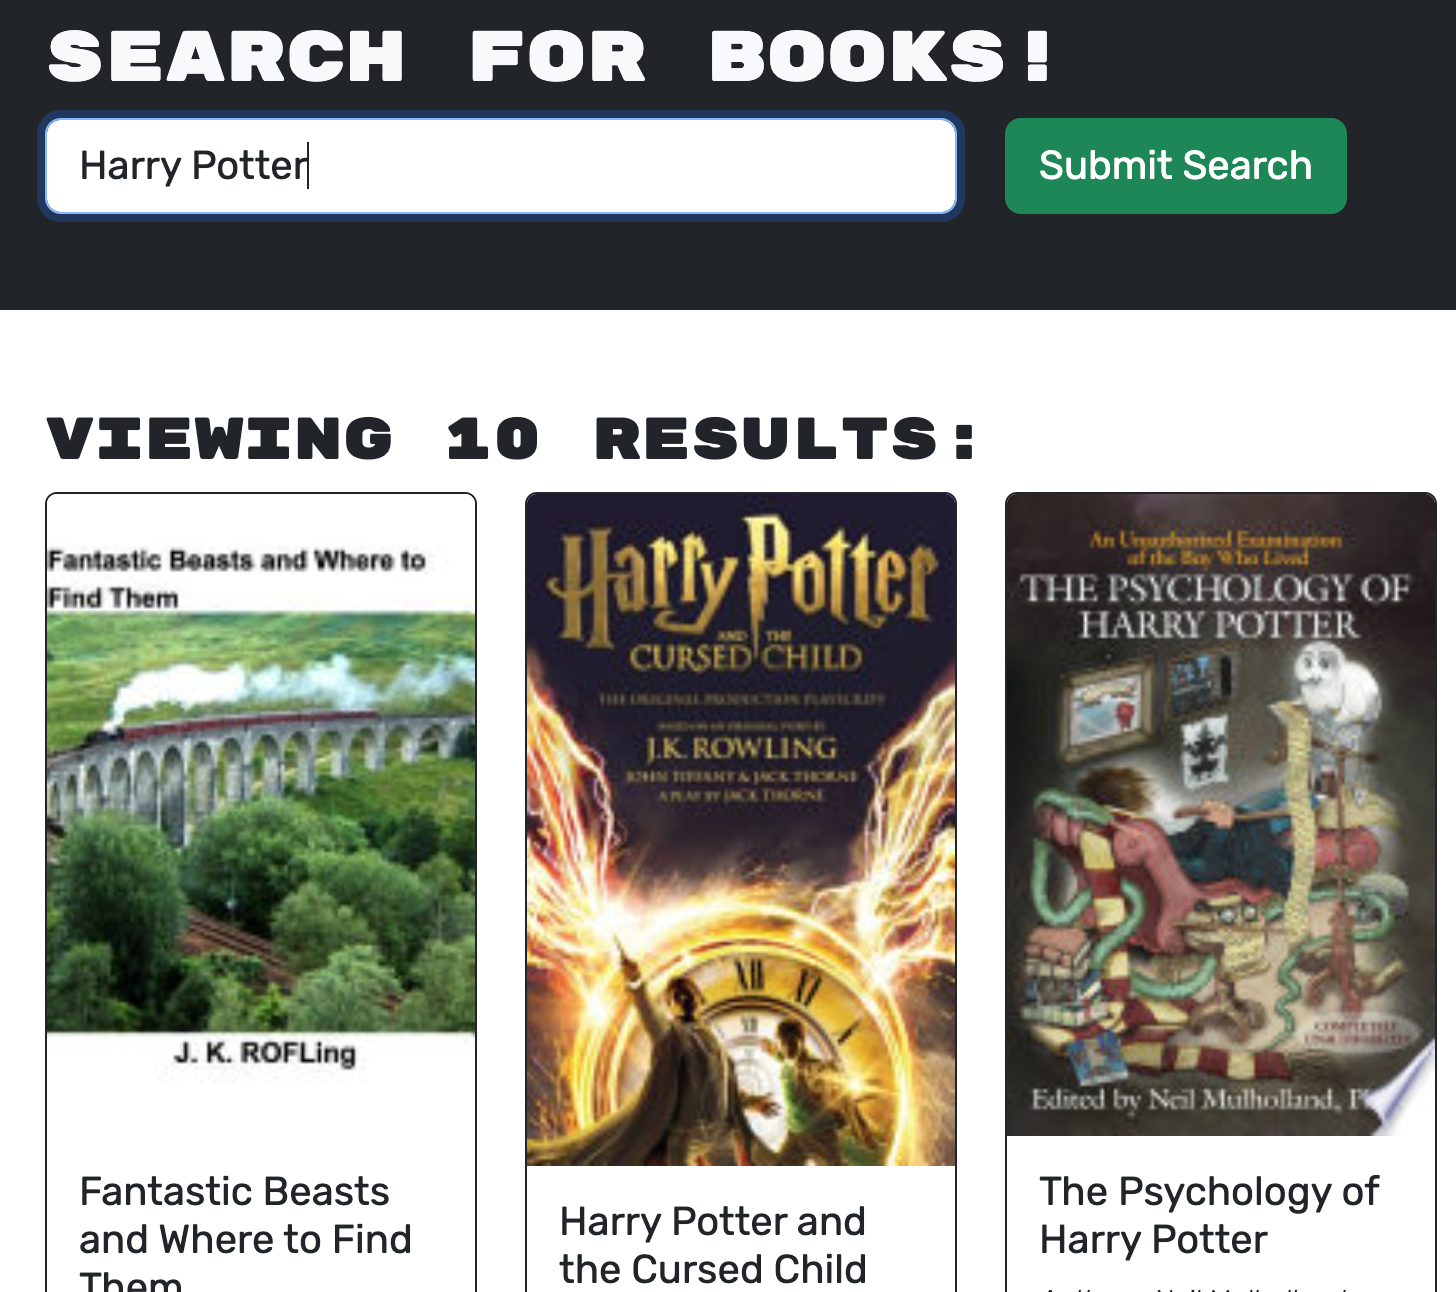 SEARCH FOR BOOKS!
Harry Potter
Submit Search
VIEWING 10 RESULTS:
Fantastic Beasts and Where to
Find Them
J. K. ROFLing
Fantastic Beasts
and Where to Find
Them
Harry Potter
AND THE
CURSED CHILD
THE ORIGINAL PRODUCTION PLAYSCRIPT
BASED ON AN ORIGINAL STORY BY
J.K. ROWLING
JOHN TIFFANY & JACK THORNE
A PLAY BY JACK THORNE
XII
VI
Harry Potter and
the Cursed Child
An Unauthorized Examination
of the Boy Who Lived
THE PSYCHOLOGY OF
HARRY POTTER
COMPLETELY
UNAUTHORIZED
Edited by Neil Mulholland,
The Psychology of
Harry Potter